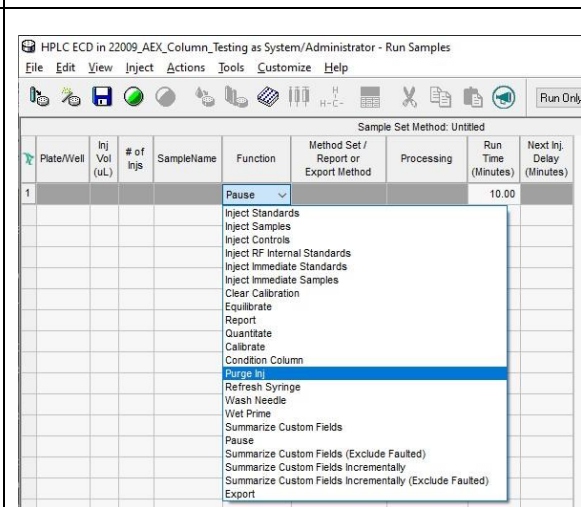 HPLC ECD in 22009_AEX_Column_Testing as System/Administrator - Run Samples
File Edit View Inject Actions Tools Customize Help
Run Only
Sample Set Method: Untitled
Plate/Well
Inj Vol (uL)
# of Injs
SampleName
Function
Method Set / Report or Export Method
Processing
Run Time (Minutes)
Next Inj. Delay (Minutes)
1 Pause 10.00
Inject Standards
Inject Samples
Inject Controls
Inject RF Internal Standards
Inject Immediate Standards
Inject Immediate Samples
Clear Calibration
Equilibrate
Report
Quantitate
Calibrate
Condition Column
Purge Inj
Refresh Syringe
Wash Needle
Wet Prime
Summarize Custom Fields
Pause
Summarize Custom Fields (Exclude Faulted)
Summarize Custom Fields Incrementally
Summarize Custom Fields Incrementally (Exclude Faulted)
Export